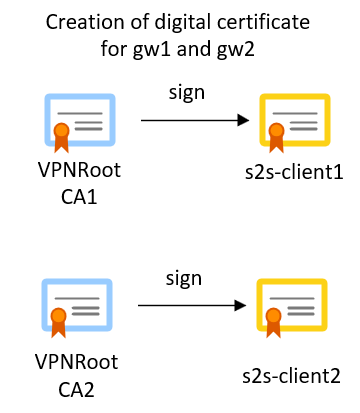 Creation of digital certificate
for gw1 and gw2
sign
VPNRoot
CA1
s2s-client1
sign
VPNRoot
CA2
s2s-client2